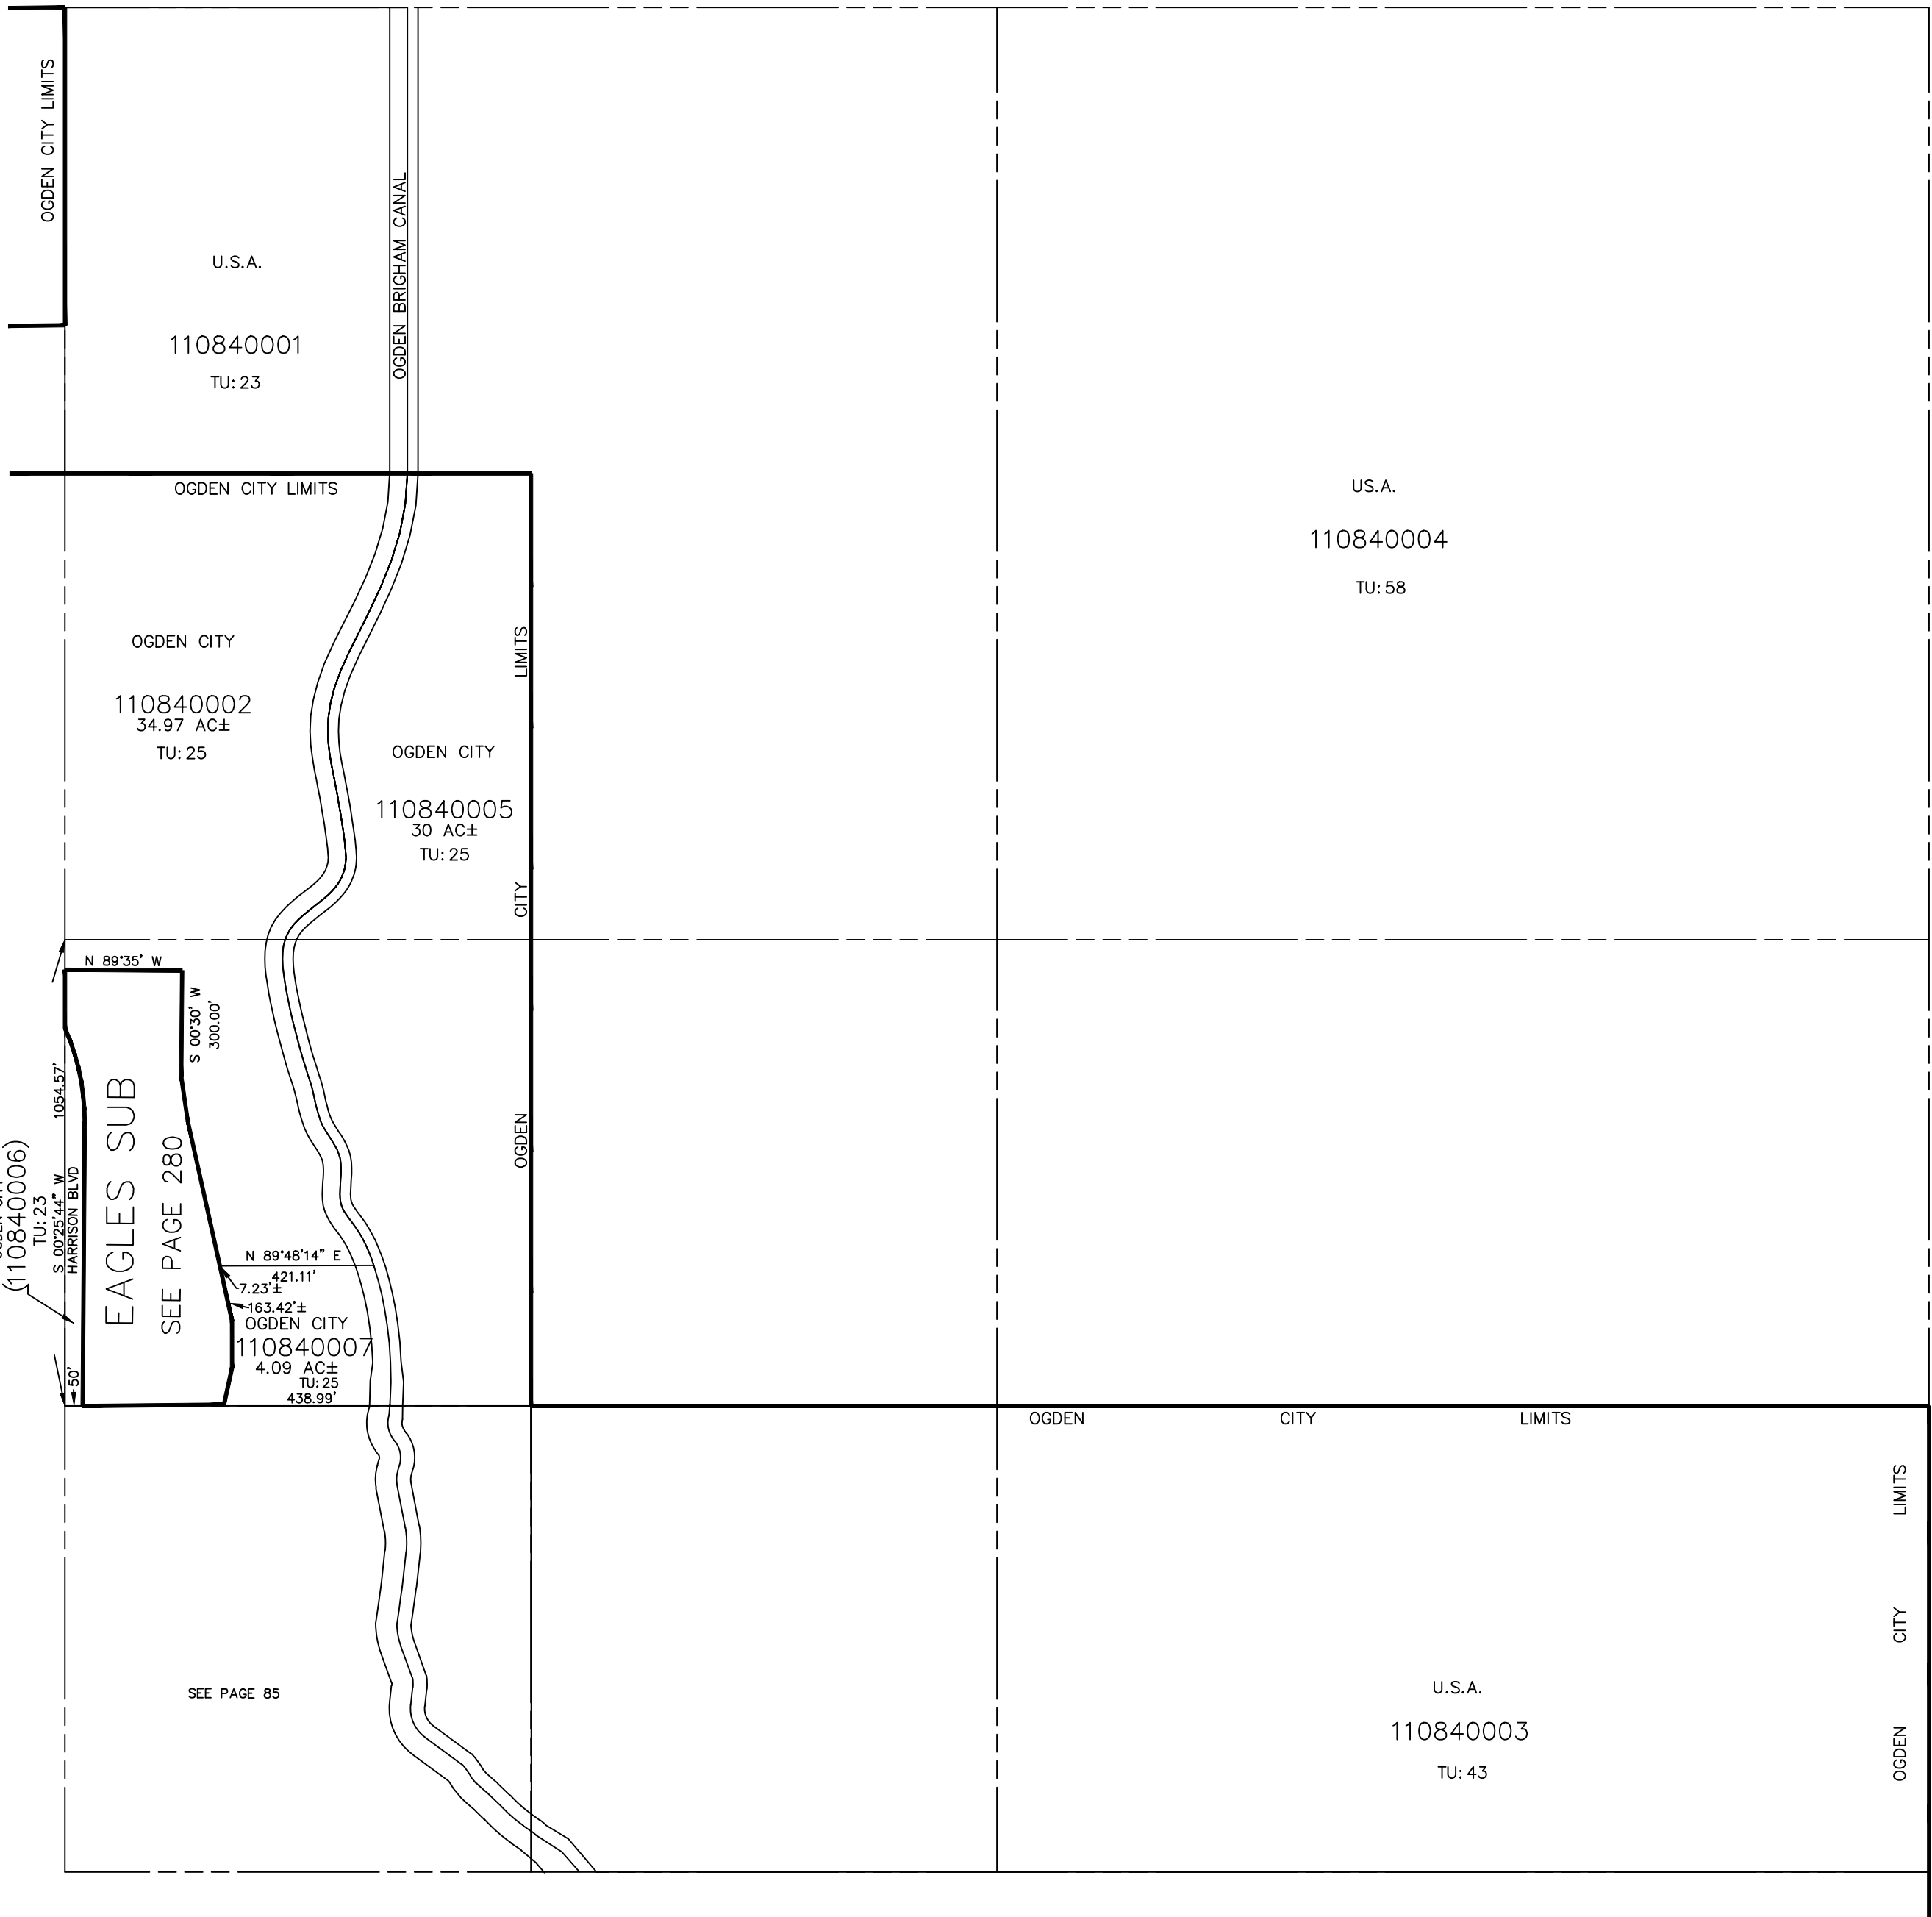 OGDEN CITY LIMITS
U.S.A.
110840001
TU: 23
OGDEN BRIGHAM CANAL
OGDEN CITY LIMITS
US.A.
110840004
TU: 58
OGDEN CITY
110840002
34.97 AC±
TU: 25
OGDEN CITY
110840005
30 AC±
TU: 25
OGDEN CITY LIMITS
N 89°35' W
S 00°30' W
300.00'
1054.57'
S 00°25'44" W
HARRISON BLVD
(110840006)
TU: 23
EAGLES SUB
SEE PAGE 280
N 89°48'14" E
421.11'
7.23'±
163.42'±
OGDEN CITY
110840007
4.09 AC±
TU: 25
438.99'
50'
OGDEN CITY LIMITS
OGDEN CITY LIMITS
SEE PAGE 85
U.S.A.
110840003
TU: 43